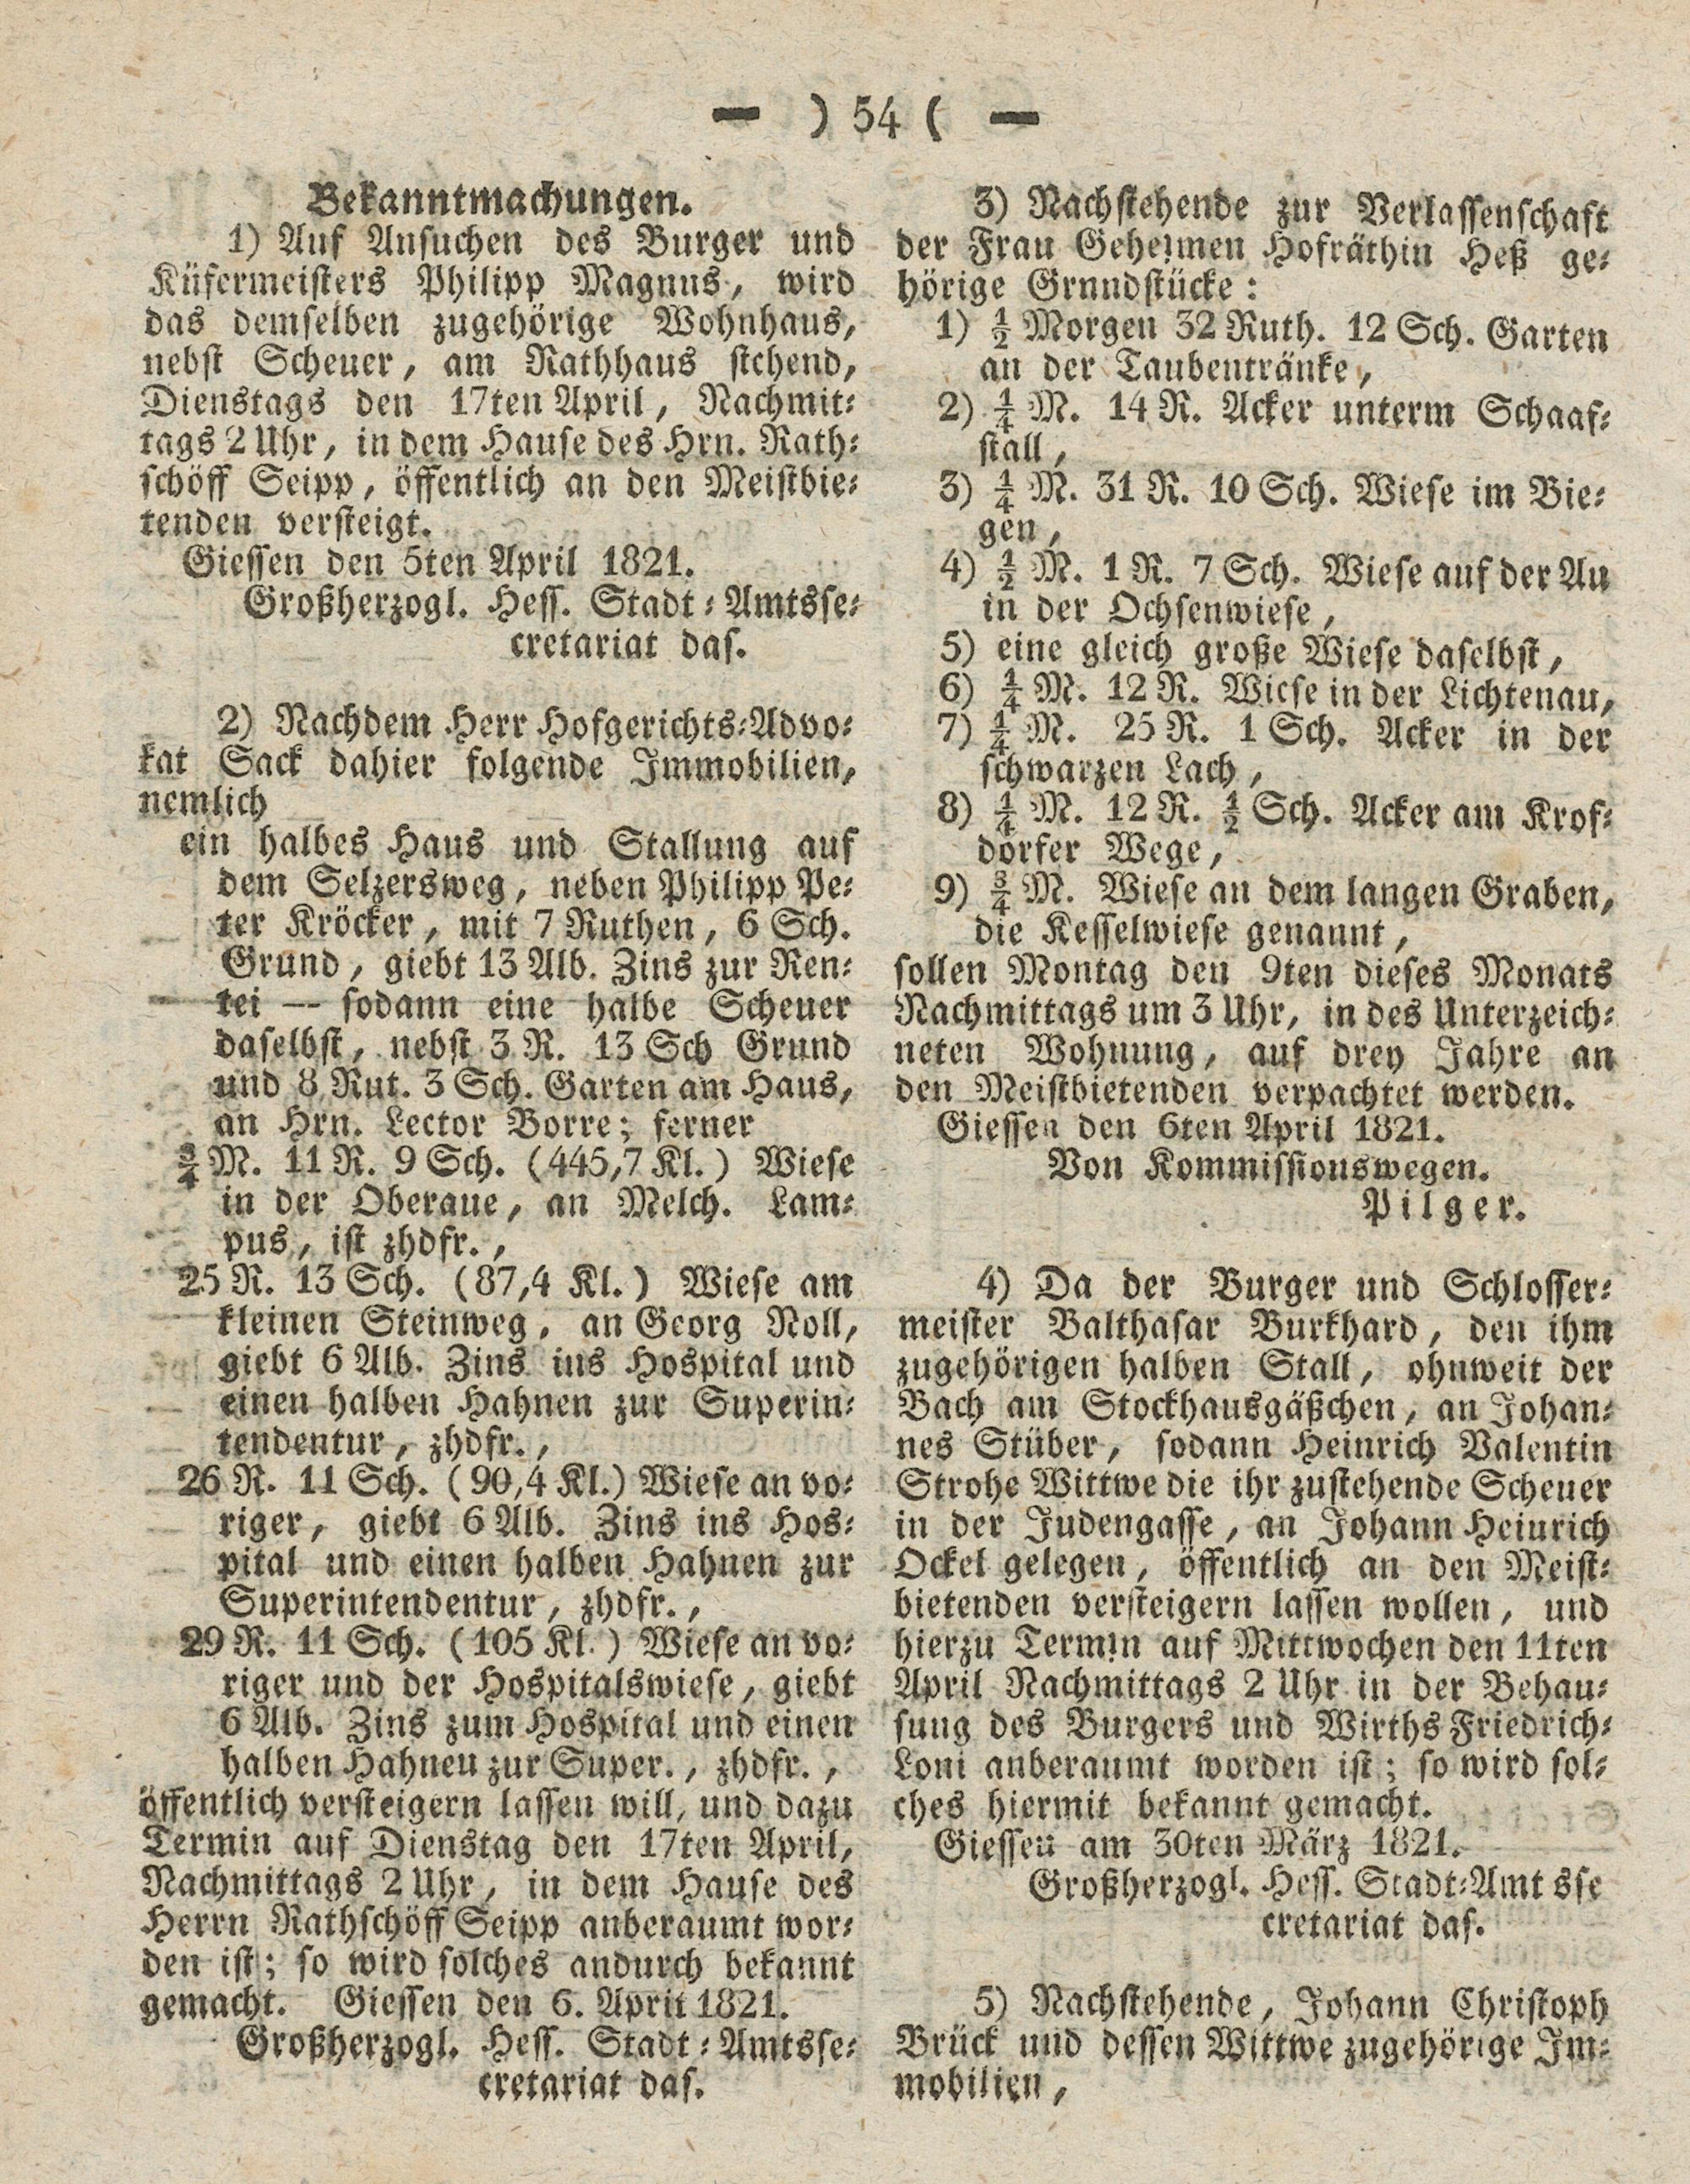 — ) 54 ( —
Bekanntmachungen.
1) Auf Ansuchen des Burger und
Küfermeisters Philipp Magnus, wird
das demselben zugehörige Wohnhaus,
nebst Scheuer, am Rathhaus stehend,
Dienstags den 17ten April, Nachmit⸗
tags 2 Uhr, in dem Hause des Hrn. Rath⸗
schöff Seipp, öffentlich an den Meistbie⸗
tenden versteigt.
Giessen den 5ten April 1821.
Großherzogl. Hess. Stadt⸗Amtsse⸗
cretariat das.
2) Nachdem Herr Hofgerichts⸗Advo⸗
kat Sack dahier folgende Immobilien,
nemlich
ein halbes Haus und Stallung auf
dem Selzersweg, neben Philipp Pe⸗
ter Kröcker, mit 7 Ruthen, 6 Sch.
Grund, giebt 13 Alb. Zins zur Ren⸗
tei — sodann eine halbe Scheuer
daselbst, nebst 3 R. 13 Sch Grund
und 8 Rut. 3 Sch. Garten am Haus,
an Hrn. Lector Borre; ferner
¾ M. 11 R. 9 Sch. (445,7 Kl.) Wiese
in der Oberaue, an Melch. Lam⸗
pus, ist zhdfr.,
25 R. 13 Sch. (87,4 Kl.) Wiese am
kleinen Steinweg, an Georg Noll,
giebt 6 Alb. Zins ins Hospital und
einen halben Hahnen zur Superin⸗
tendentur, zhdfr.,
26 R. 11 Sch. (90,4 Kl.) Wiese an vo⸗
riger, giebt 6 Alb. Zins ins Hos⸗
pital und einen halben Hahnen zur
Superintendentur, zhdfr.,
29 R. 11 Sch. (105 Kl.) Wiese an vo⸗
riger und der Hospitalswiese, giebt
6 Alb. Zins zum Hospital und einen
halben Hahneu zur Super., zhdfr.,
öffentlich versteigern lassen will, und dazu
Termin auf Dienstag den 17ten April,
Nachmittags 2 Uhr, in dem Hause des
Herrn Rathschöff Seipp anberaumt wor⸗
den ist; so wird solches andurch bekannt
gemacht. Giessen den 6. April 1821.
Großherzogl. Hess. Stadt⸗Amtsse⸗
cretariat das.
3) Nachstehende zur Verlassenschaft
der Frau Geheimen Hofräthin Heß ge⸗
hörige Grnndstücke:
1) ½ Morgen 32 Ruth. 12 Sch. Garten
an der Taubentränke,
2) ¼ M. 14 R. Acker unterm Schaaf⸗
stall,
3) ¼ M. 31 R. 10 Sch. Wiese im Bie⸗
gen,
4) ½ M. 1 R. 7 Sch. Wiese auf der Au
in der Ochsenwiese,
5) eine gleich große Wiese daselbst,
6) ¼ M. 12 R. Wiese in der Lichtenau,
7) ¼ M. 25 R. 1 Sch. Acker in der
schwarzen Lach,
8) ¼ M. 12 R. ½ Sch. Acker am Krof⸗
dorfer Wege,
9) ¾ M. Wiese an dem langen Graben,
die Kesselwiese genannt,
sollen Montag den 9ten dieses Monats
Nachmittags um 3 Uhr, in des Unterzeich⸗
neten Wohnung, auf drey Jahre an
den Meistbietenden verpachtet werden.
Giessen den 6ten April 1821.
Von Kommissionswegen.
Pilger.
4) Da der Burger und Schlosser⸗
meister Balthasar Burkhard, den ihm
zugehörigen halben Stall, ohnweit der
Bach am Stockhausgäßchen, an Johan⸗
nes Stüber, sodann Heinrich Valentin
Strohe Wittwe die ihr zustehende Scheuer
in der Judengasse, an Johann Heinrich
Ockel gelegen, öffentlich an den Meist⸗
bietenden versteigern lassen wollen, und
hierzu Termin auf Mittwochen den 11ten
April Nachmittags 2 Uhr in der Behau⸗
sung des Burgers und Wirths Friedrich⸗
Loni anberaumt worden ist; so wird sol⸗
ches hiermit bekannt gemacht.
Giessen am 30ten März 1821.
Großherzogl. Hess. Stadt⸗Amt sse
cretariat das.
5) Nachstehende, Johann Christoph
Brück und dessen Wittwe zugehörige Im⸗
mobilien,